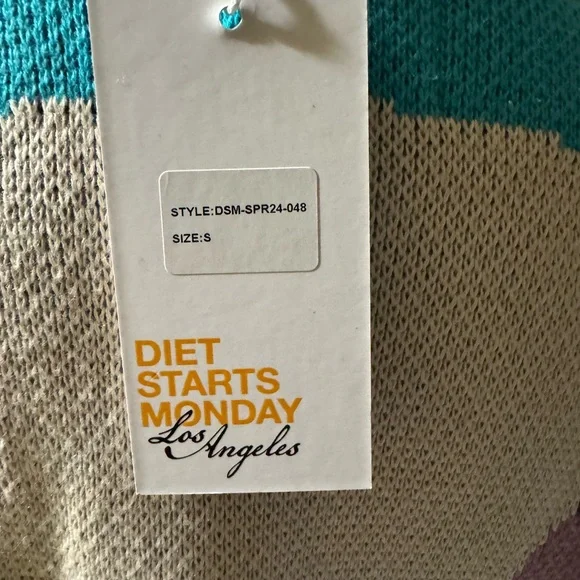 STYLE:DSM-SPR24-048
SIZE:S
DIET
STARTS
MONDAY
Los Angeles